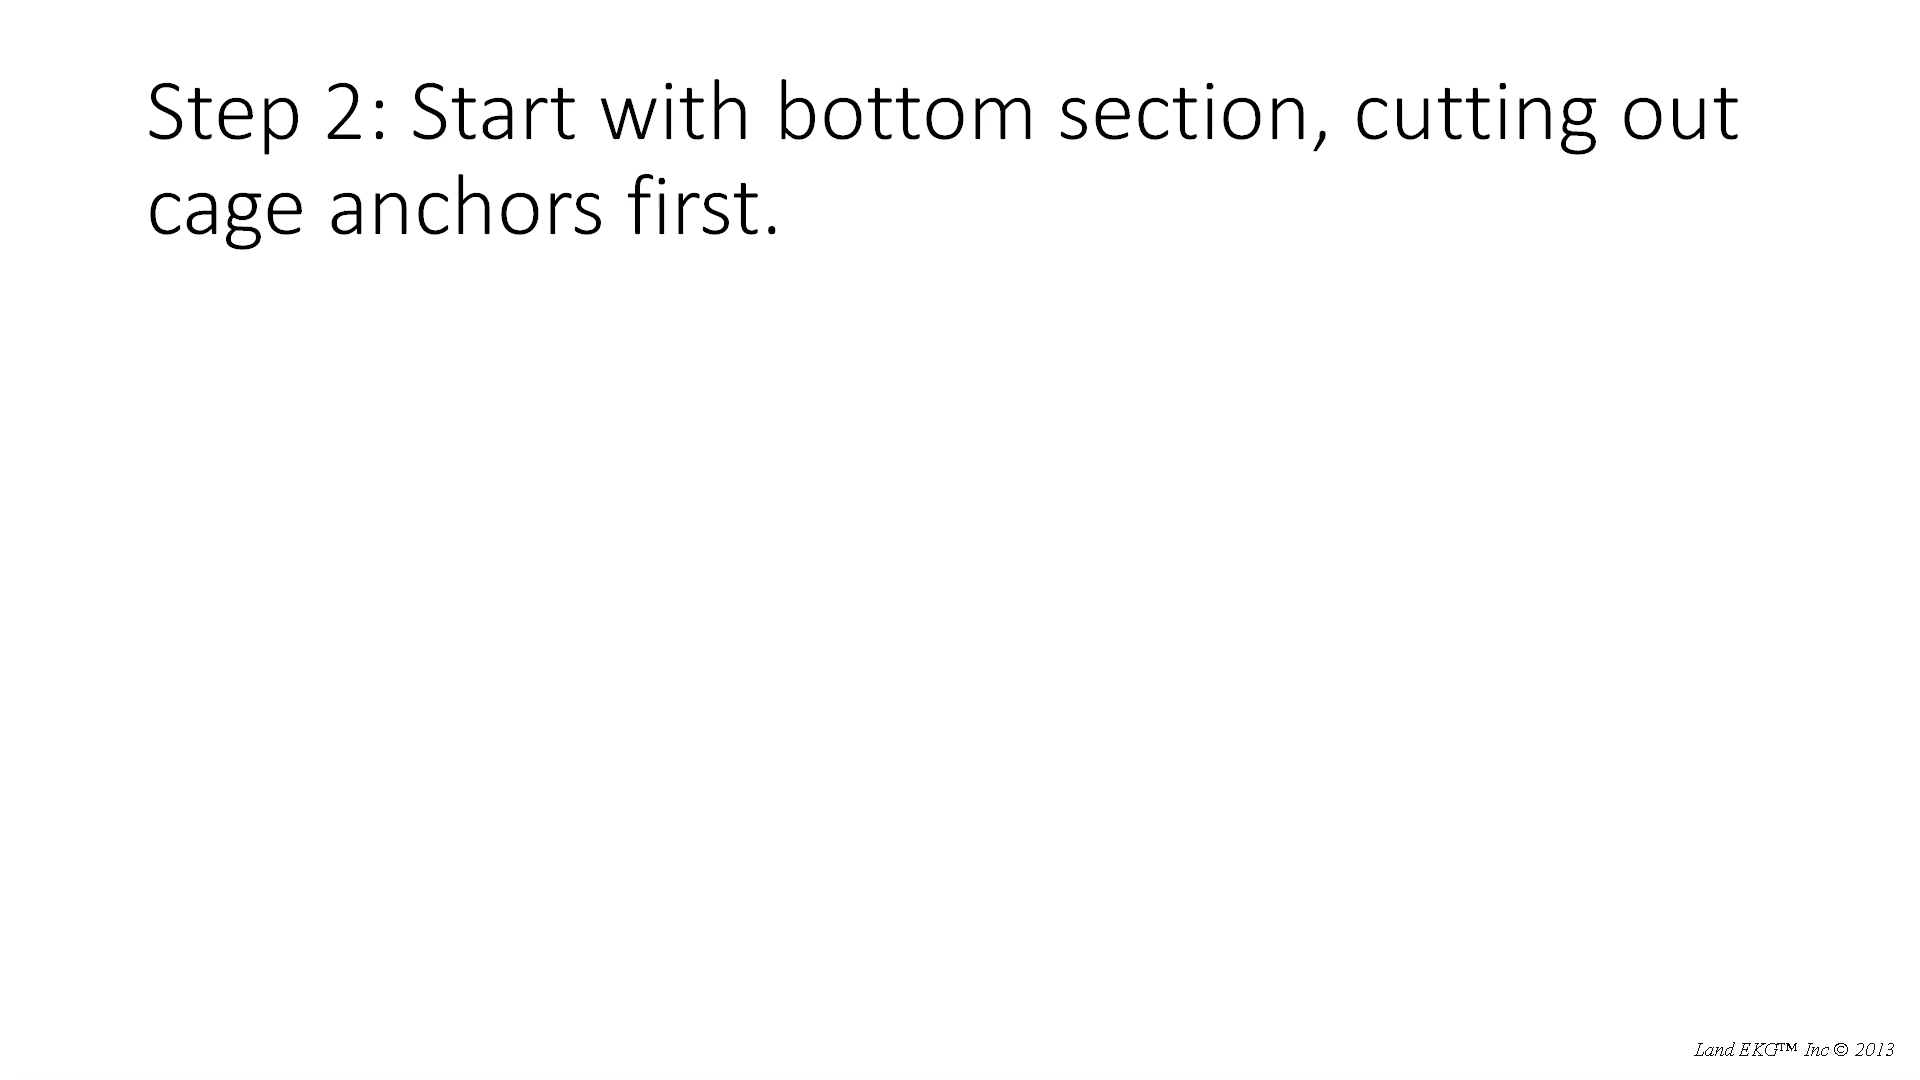 Step 2: Start with bottom section, cutting out
cage anchors first.
Land EKG™ Inc © 2013